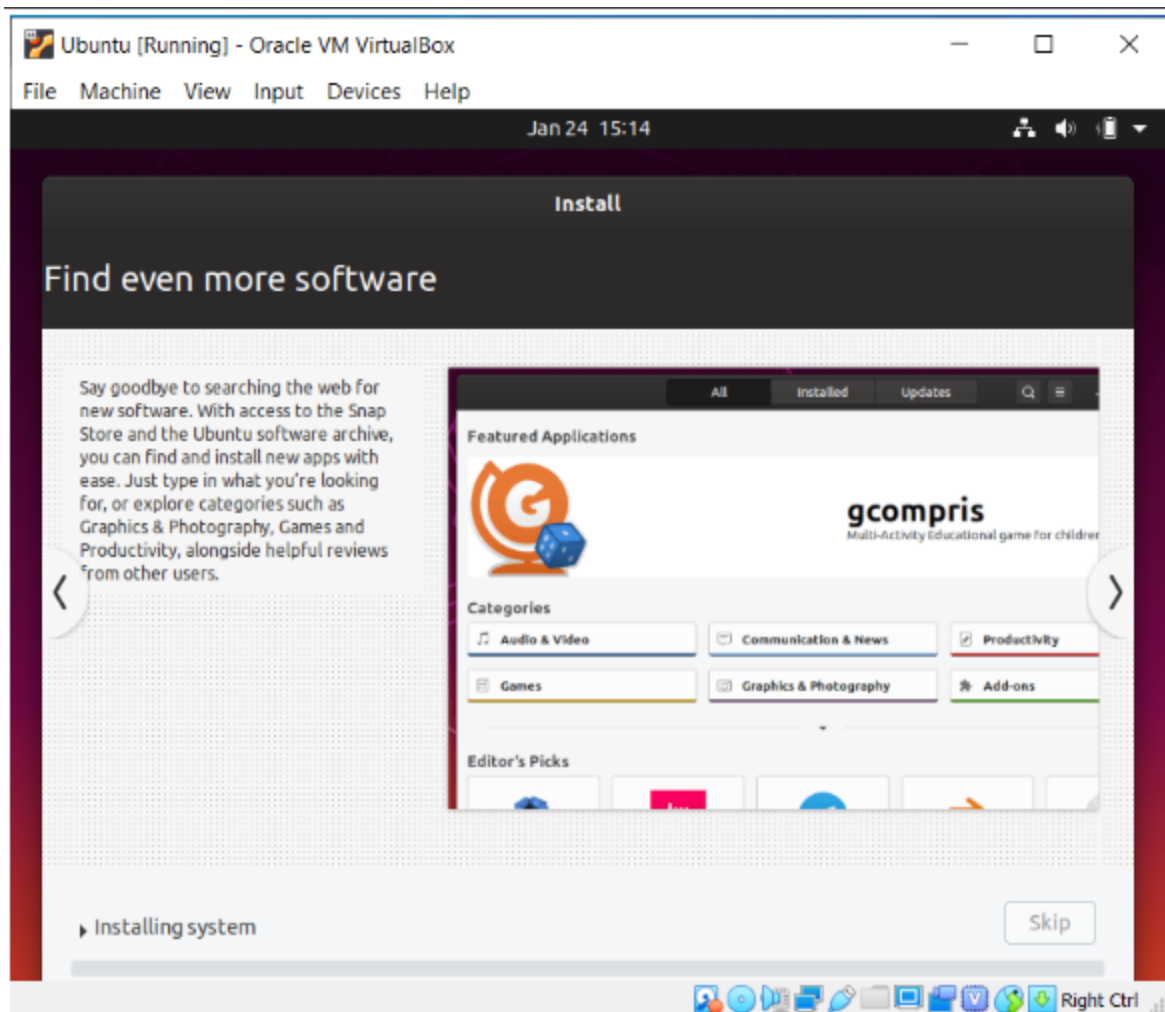 Ubuntu [Running] - Oracle VM VirtualBox
File Machine View Input Devices Help
Jan 24 15:14
Install
Find even more software
Say goodbye to searching the web for
new software. With access to the Snap
Store and the Ubuntu software archive,
you can find and install new apps with
ease. Just type in what you're looking
for, or explore categories such as
Graphics & Photography, Games and
Productivity, alongside helpful reviews
from other users.
All Installed Updates
Featured Applications
gcompris
Multi-Activity Educational game for children
Categories
Audio & Video Communication & News Productivity
Games Graphics & Photography Add-ons
Editor's Picks
Installing system
Skip
Right Ctrl